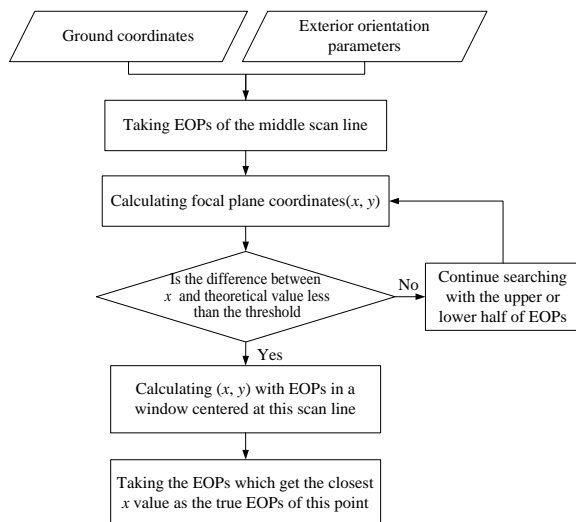 Ground coordinates
Exterior orientation
parameters
Taking EOPs of the middle scan line
Calculating focal plane coordinates(x, y)
Is the difference between
x and theoretical value less
than the threshold
No
Continue searching
with the upper or
lower half of EOPs
Yes
Calculating (x, y) with EOPs in a
window centered at this scan line
Taking the EOPs which get the closest
x value as the true EOPs of this point